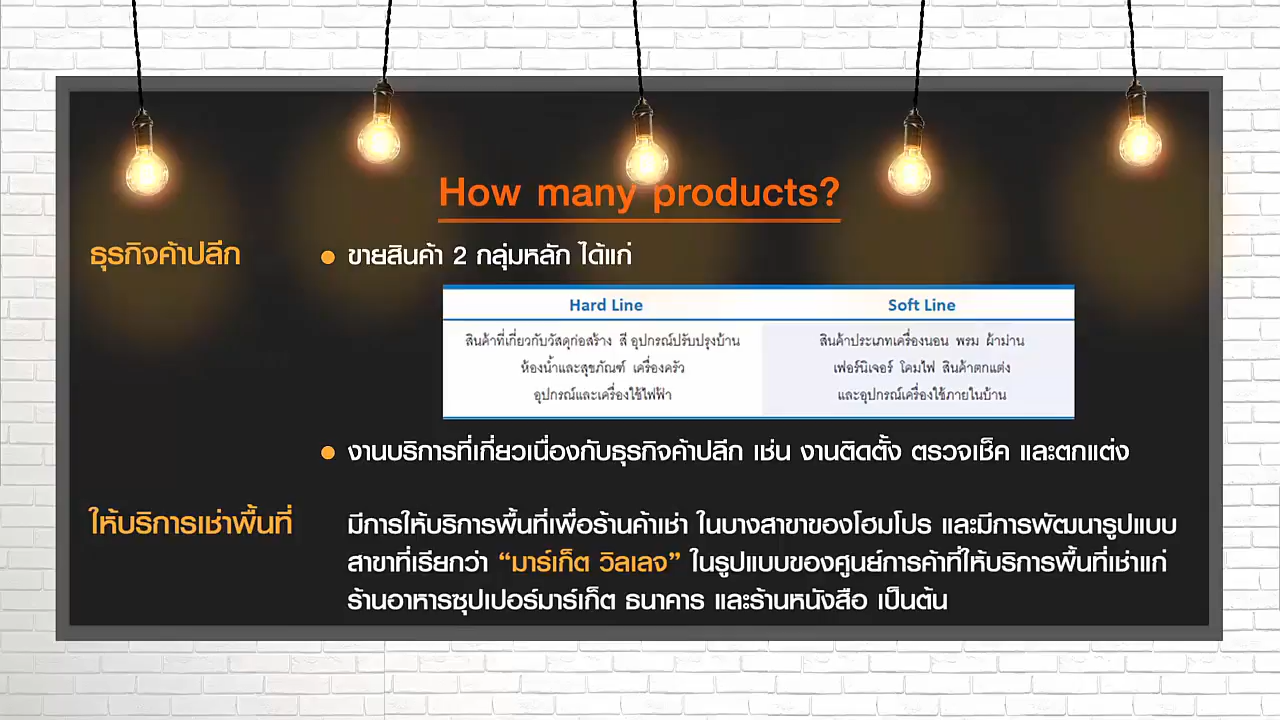 How many products?
ธุรกิจค้าปลีก
● ขายสินค้า 2 กลุ่มหลัก ได้แก่
Hard Line
Soft Line
สินค้าที่เกี่ยวกับวัสดุก่อสร้าง สี อุปกรณ์ปรับปรุงบ้าน
ห้องน้ำและสุขภัณฑ์ เครื่องครัว
อุปกรณ์และเครื่องใช้ไฟฟ้า
สินค้าประเภทเครื่องนอน พรม ผ้าม่าน
เฟอร์นิเจอร์ โคมไฟ สินค้าตกแต่ง
และอุปกรณ์เครื่องใช้ภายในบ้าน
● งานบริการที่เกี่ยวเนื่องกับธุรกิจค้าปลีก เช่น งานติดตั้ง ตรวจเช็ค และตกแต่ง
ให้บริการเช่าพื้นที่
มีการให้บริการพื้นที่เพื่อร้านค้าเช่า ในบางสาขาของโฮมโปร และมีการพัฒนารูปแบบ
สาขาที่เรียกว่า “มาร์เก็ต วิลเลจ” ในรูปแบบของศูนย์การค้าที่ให้บริการพื้นที่เช่าแก่
ร้านอาหารซุปเปอร์มาร์เก็ต ธนาคาร และร้านหนังสือ เป็นต้น